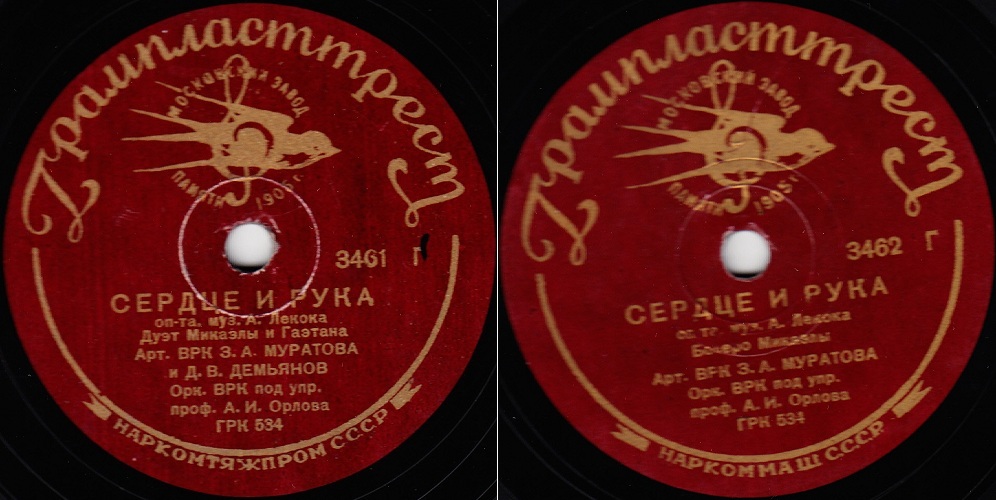 Грампласттрест
МОСКОВСКИЙ ЗАВОД
ПАМЯТИ 1905 г.
3461 Г
СЕРДЦЕ И РУКА
оп-та. муз. А. Лекока
Дуэт Микаэлы и Гаэтана
Арт. ВРК З. А. МУРАТОВА
и Д. В. ДЕМЬЯНОВ
Орк. ВРК под упр.
проф. А. И. Орлова
ГРК 534
НАРКОМТЯЖПРОМ СССР
Грампласттрест
МОСКОВСКИЙ ЗАВОД
ПАМЯТИ 1905 г.
3462 Г
СЕРДЦЕ И РУКА
оп-та. муз. А. Лекока
Болеро Микаэлы
Арт. ВРК З. А. МУРАТОВА
Орк. ВРК под упр.
проф. А. И. Орлова
ГРК 534
НАРКОММАШ СССР